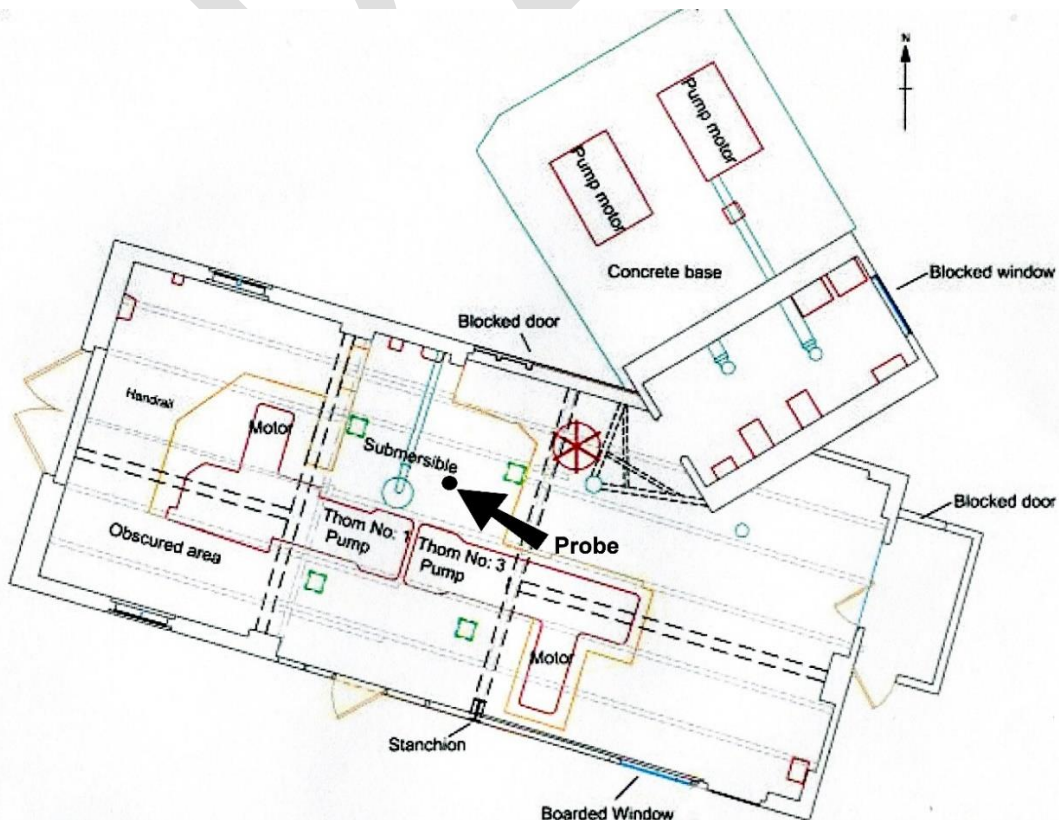 N
Pump motor
Pump motor
Concrete base
Blocked window
Blocked door
Handrail
Motor
Submersible
Blocked door
Thom No: 1
Pump
Thom No: 3
Pump
Probe
Obscured area
Motor
Stanchion
Boarded Window